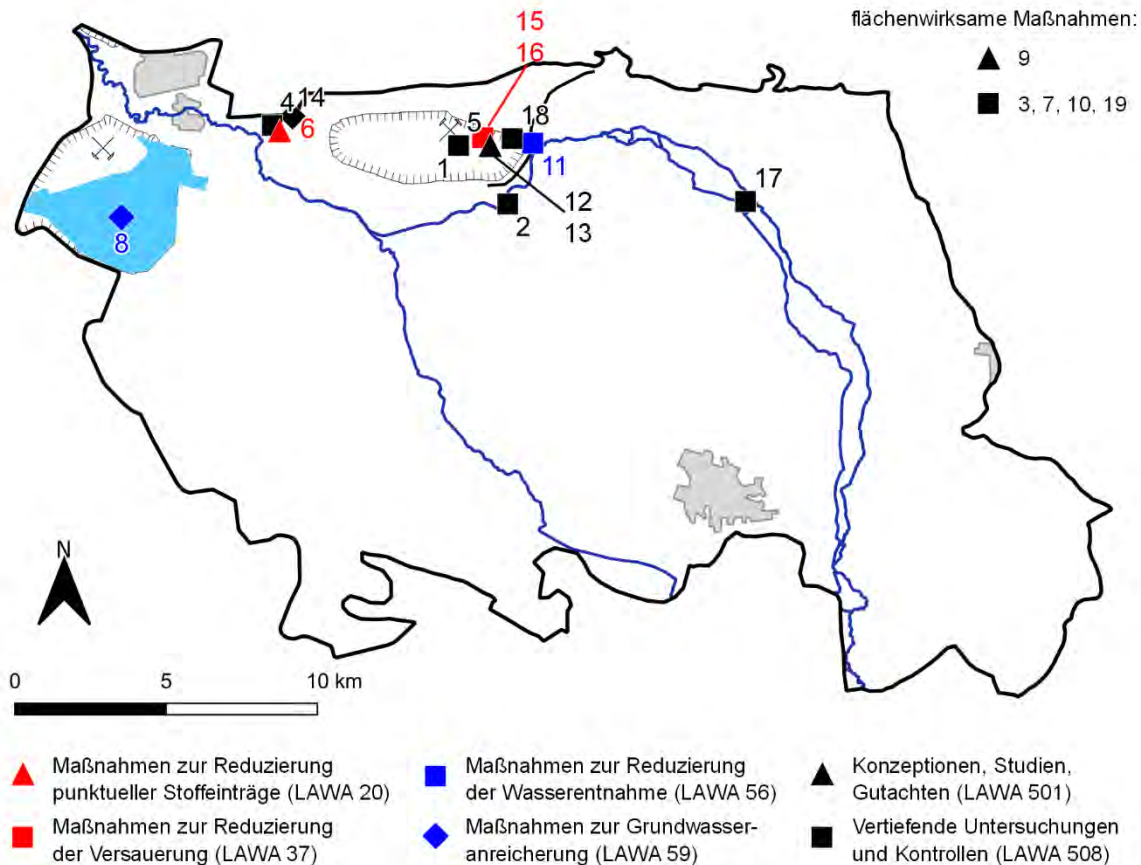 15
16
flächenwirksame Maßnahmen:
9
3, 7, 10, 19
4 14
6
5
18
1
11
17
2
12
13
8
N
0 5 10 km
Maßnahmen zur Reduzierung
punktueller Stoffeinträge (LAWA 20)
Maßnahmen zur Reduzierung
der Versauerung (LAWA 37)
Maßnahmen zur Reduzierung
der Wasserentnahme (LAWA 56)
Maßnahmen zur Grundwasser-
anreicherung (LAWA 59)
Konzeptionen, Studien,
Gutachten (LAWA 501)
Vertiefende Untersuchungen
und Kontrollen (LAWA 508)